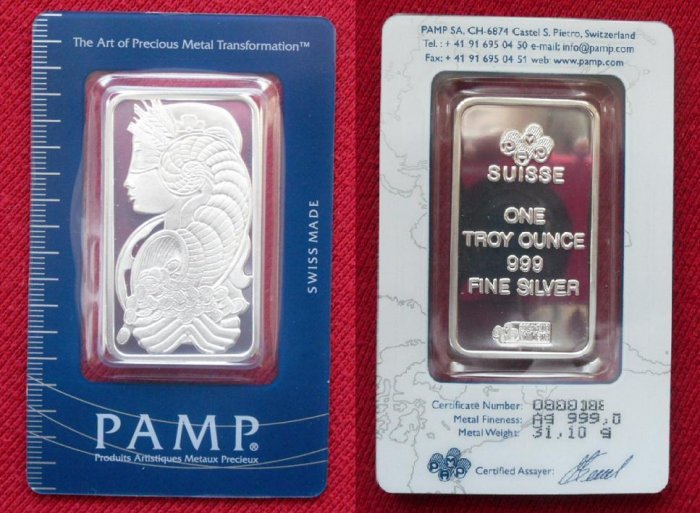 The Art of Precious Metal Transformation™
SWISS MADE
PAMP®
Produits Artistiques Metaux Precieux
PAMP SA, CH-6874 Castel S. Pietro, Switzerland
Tel.: + 41 91 695 04 50 e-mail: info@pamp.com
Fax: + 41 91 695 04 51 web: www.pamp.com
PAMP
SUISSE
ONE
TROY OUNCE
999
FINE SILVER
Certificate Number:
Metal Fineness: Ag 999,0
Metal Weight: 31,10 g
PAMP
Certified Assayer: